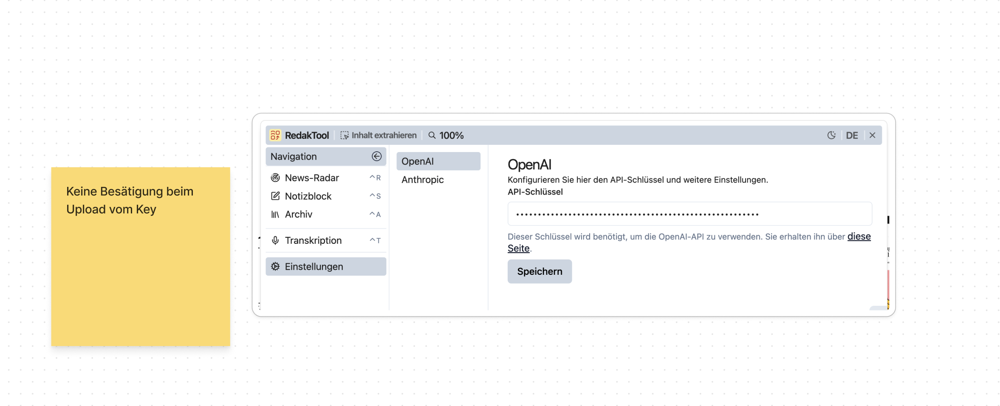 Keine Besätigung beim
Upload vom Key
RedakTool
Inhalt extrahieren
100%
DE
Navigation
News-Radar ^R
Notizblock ^S
Archiv ^A
Transkription ^T
Einstellungen
OpenAI
Anthropic
OpenAI
Konfigurieren Sie hier den API-Schlüssel und weitere Einstellungen.
API-Schlüssel
Dieser Schlüssel wird benötigt, um die OpenAI-API zu verwenden. Sie erhalten ihn über diese
Seite.
Speichern